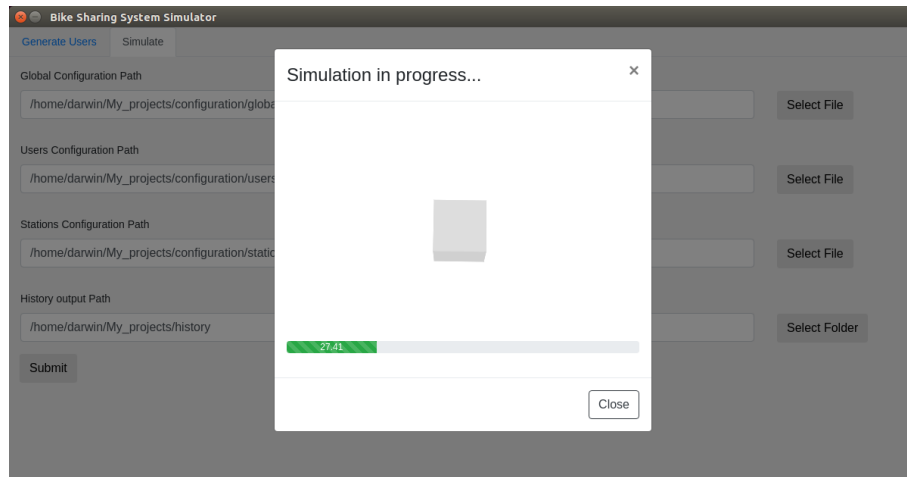 Bike Sharing System Simulator
Generate Users Simulate
Simulation in progress... ×
Global Configuration Path
/home/darwin/My_projects/configuration/globa
Select File
Users Configuration Path
/home/darwin/My_projects/configuration/users
Select File
Stations Configuration Path
/home/darwin/My_projects/configuration/static
Select File
History output Path
/home/darwin/My_projects/history
Select Folder
27.41
Submit
Close